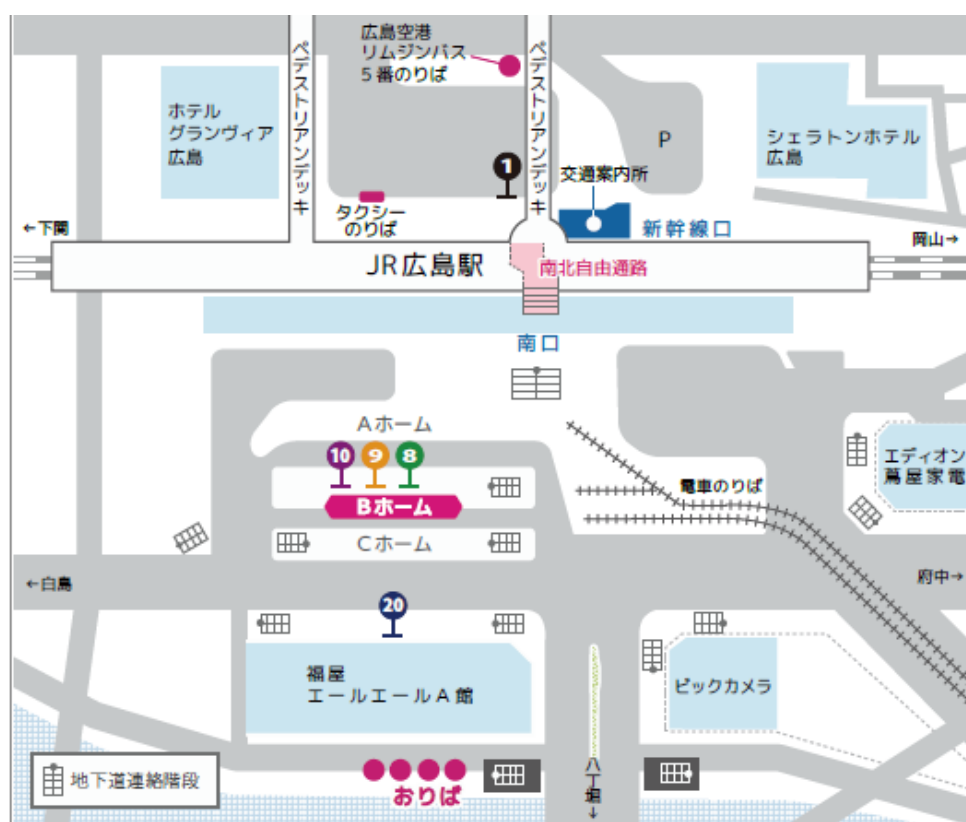 広島空港
リムジンバス
5番のりば
ペデストリアンデッキ
ペデストリアンデッキ
ホテル
グランヴィア
広島
P
シェラトンホテル
広島
1
交通案内所
タクシー
のりば
新幹線口
←下関
岡山→
JR広島駅
南北自由通路
南口
Aホーム
10
9
8
エディオン
蔦屋家電
電車のりば
Bホーム
Cホーム
←白島
府中→
20
福屋
エールエールA館
ビックカメラ
地下道連絡階段
おりば
八丁堀→